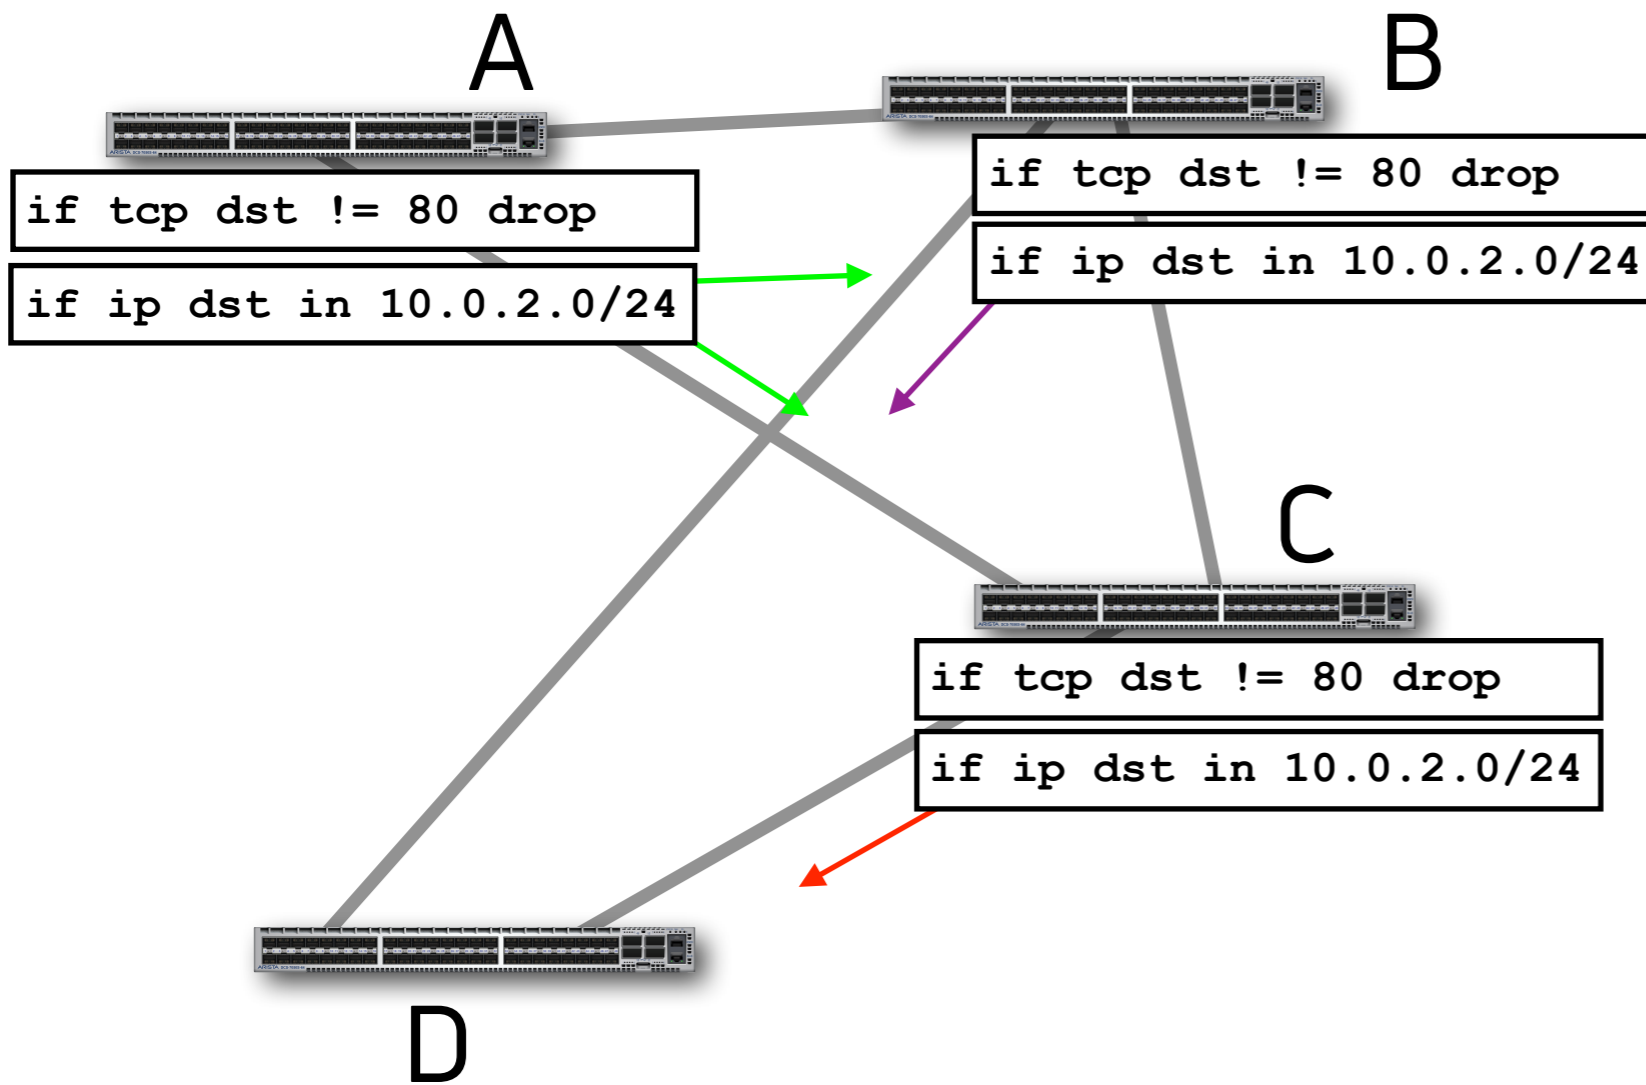 A
B
if tcp dst != 80 drop
if ip dst in 10.0.2.0/24
if tcp dst != 80 drop
if ip dst in 10.0.2.0/24
C
if tcp dst != 80 drop
if ip dst in 10.0.2.0/24
D